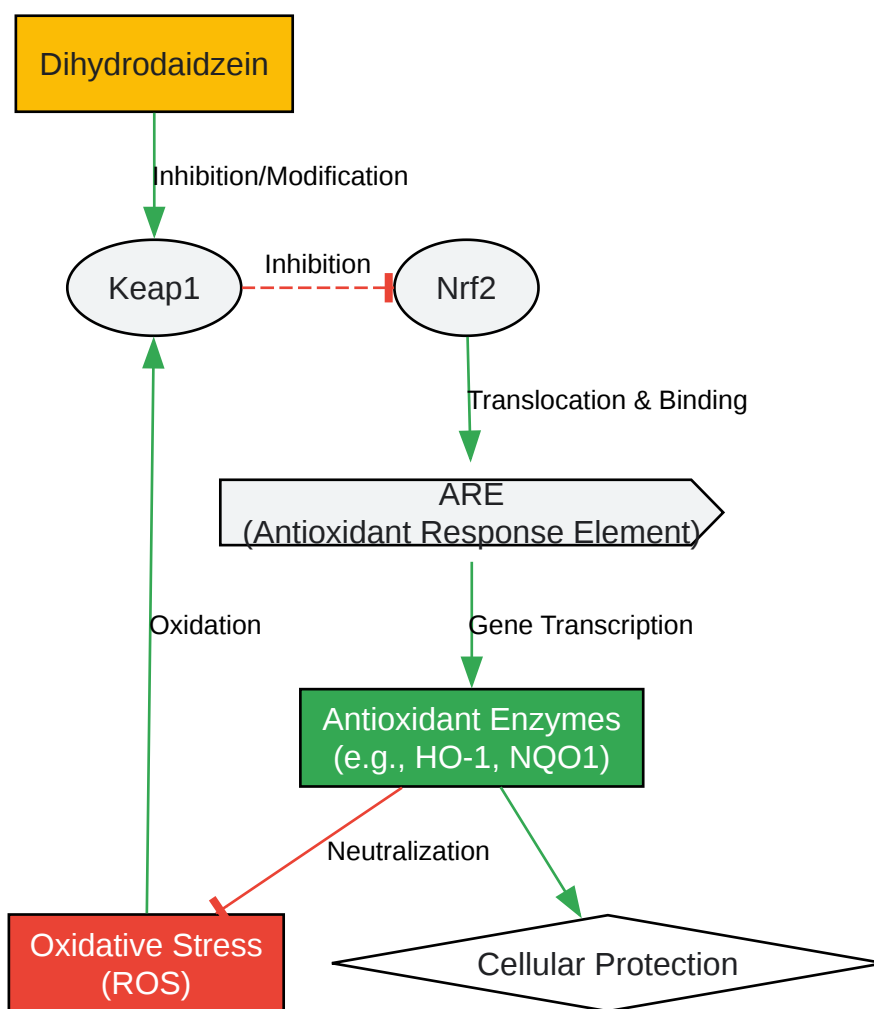 Dihydrodaidzein
Inhibition/Modification
Keap1
Inhibition
Nrf2
Translocation & Binding
ARE
(Antioxidant Response Element)
Oxidation
Gene Transcription
Antioxidant Enzymes
(e.g., HO-1, NQO1)
Neutralization
Oxidative Stress
(ROS)
Cellular Protection